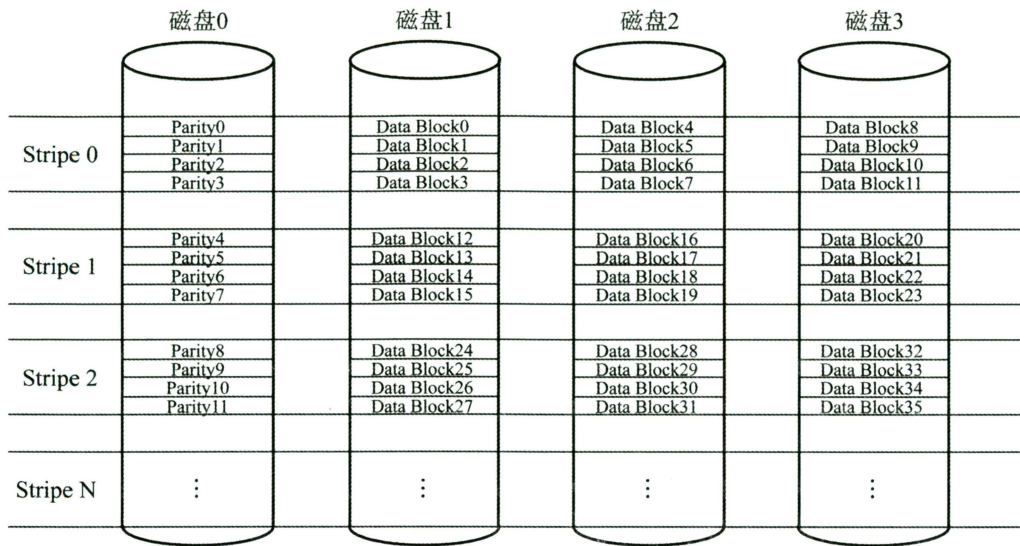 磁盘0 磁盘1 磁盘2 磁盘3
Stripe 0
Parity0 Data Block0 Data Block4 Data Block8
Parity1 Data Block1 Data Block5 Data Block9
Parity2 Data Block2 Data Block6 Data Block10
Parity3 Data Block3 Data Block7 Data Block11
Stripe 1
Parity4 Data Block12 Data Block16 Data Block20
Parity5 Data Block13 Data Block17 Data Block21
Parity6 Data Block14 Data Block18 Data Block22
Parity7 Data Block15 Data Block19 Data Block23
Stripe 2
Parity8 Data Block24 Data Block28 Data Block32
Parity9 Data Block25 Data Block29 Data Block33
Parity10 Data Block26 Data Block30 Data Block34
Parity11 Data Block27 Data Block31 Data Block35
Stripe N ⋮ ⋮ ⋮ ⋮